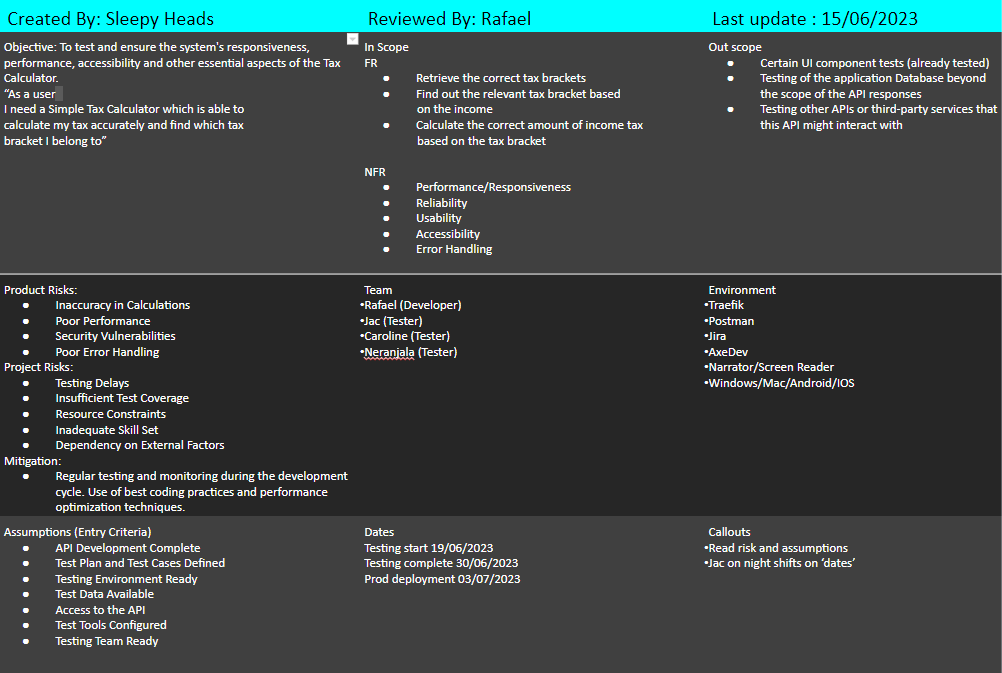 Created By: Sleepy Heads
Reviewed By: Rafael
Last update : 15/06/2023
Objective: To test and ensure the system's responsiveness,
performance, accessibility and other essential aspects of the Tax
Calculator.
“As a user
I need a Simple Tax Calculator which is able to
calculate my tax accurately and find which tax
bracket I belong to”
In Scope
FR
● Retrieve the correct tax brackets
● Find out the relevant tax bracket based
on the income
● Calculate the correct amount of income tax
based on the tax bracket
NFR
● Performance/Responsiveness
● Reliability
● Usability
● Accessibility
● Error Handling
Out scope
● Certain UI component tests (already tested)
● Testing of the application Database beyond
the scope of the API responses
● Testing other APIs or third-party services that
this API might interact with
Product Risks:
● Inaccuracy in Calculations
● Poor Performance
● Security Vulnerabilities
● Poor Error Handling
Project Risks:
● Testing Delays
● Insufficient Test Coverage
● Resource Constraints
● Inadequate Skill Set
● Dependency on External Factors
Mitigation:
● Regular testing and monitoring during the development
cycle. Use of best coding practices and performance
optimization techniques.
Team
•Rafael (Developer)
•Jac (Tester)
•Caroline (Tester)
•Neranjala (Tester)
Environment
•Traefik
•Postman
•Jira
•AxeDev
•Narrator/Screen Reader
•Windows/Mac/Android/IOS
Assumptions (Entry Criteria)
● API Development Complete
● Test Plan and Test Cases Defined
● Testing Environment Ready
● Test Data Available
● Access to the API
● Test Tools Configured
● Testing Team Ready
Dates
Testing start 19/06/2023
Testing complete 30/06/2023
Prod deployment 03/07/2023
Callouts
•Read risk and assumptions
•Jac on night shifts on ‘dates’